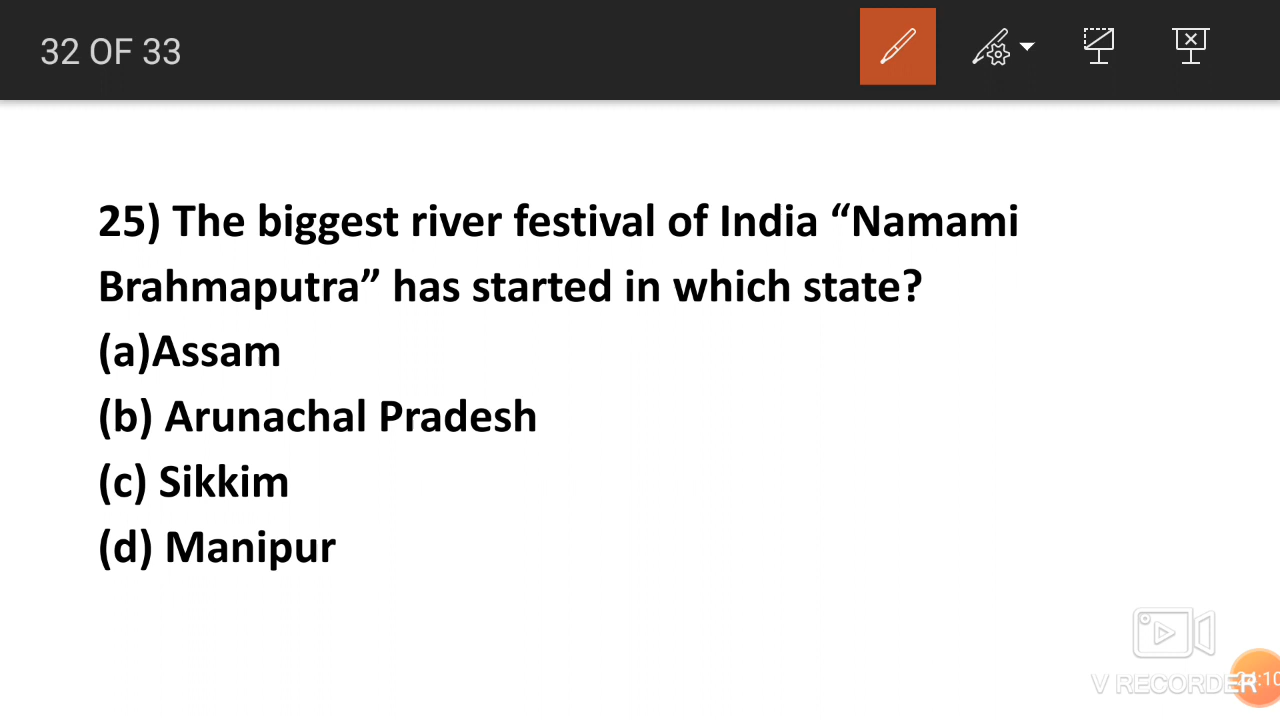 32 OF 33
25) The biggest river festival of India “Namami
Brahmaputra” has started in which state?
(a)Assam
(b) Arunachal Pradesh
(c) Sikkim
(d) Manipur
V RECORDER